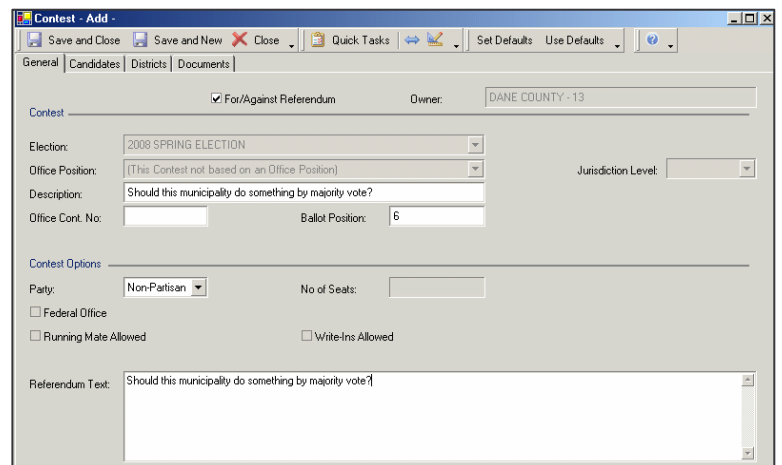 Contest - Add -
Save and Close Save and New Close Quick Tasks Set Defaults Use Defaults
General Candidates Districts Documents
For/Against Referendum Owner: DANE COUNTY - 13
Contest
Election: 2008 SPRING ELECTION
Office Position: (This Contest not based on an Office Position) Jurisdiction Level:
Description: Should this municipality do something by majority vote?
Office Cont. No: Ballot Position: 6
Contest Options
Party: Non-Partisan No of Seats:
Federal Office
Running Mate Allowed Write-Ins Allowed
Referendum Text: Should this municipality do something by majority vote?